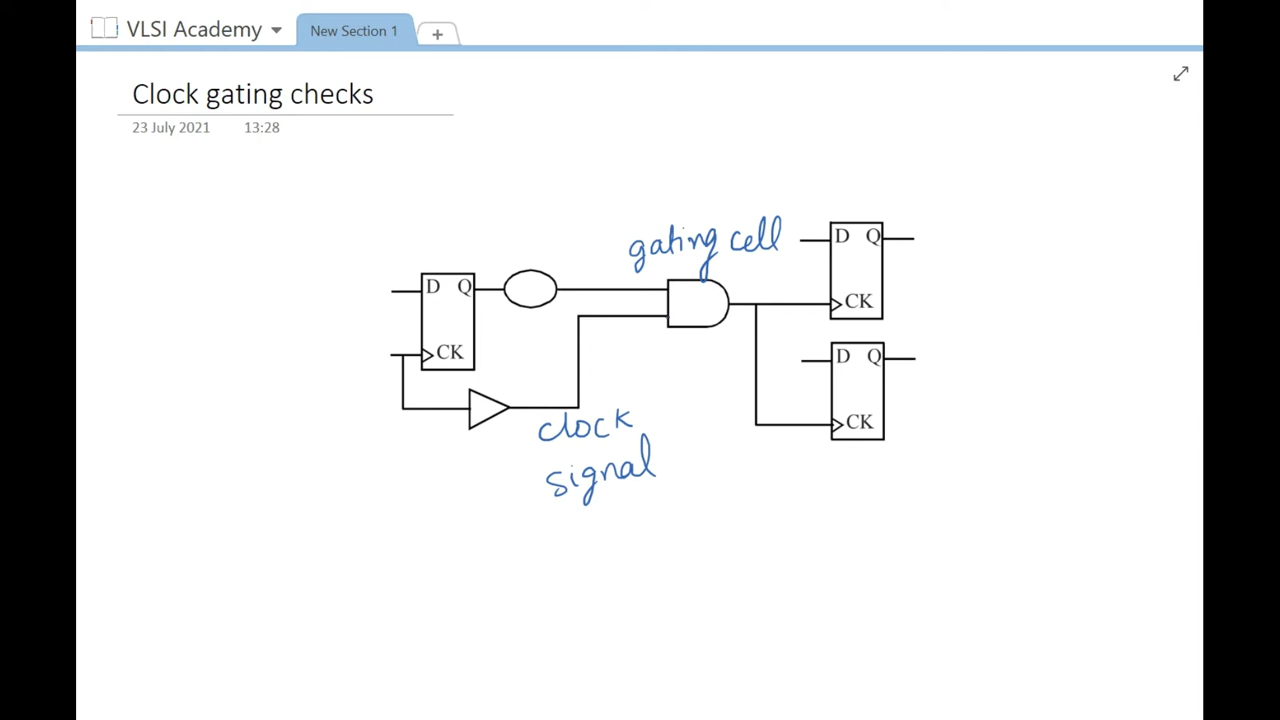 VLSI Academy
New Section 1
+
Clock gating checks
23 July 2021 13:28
gating cell
D Q
CK
D Q
CK
D Q
CK
clock
signal